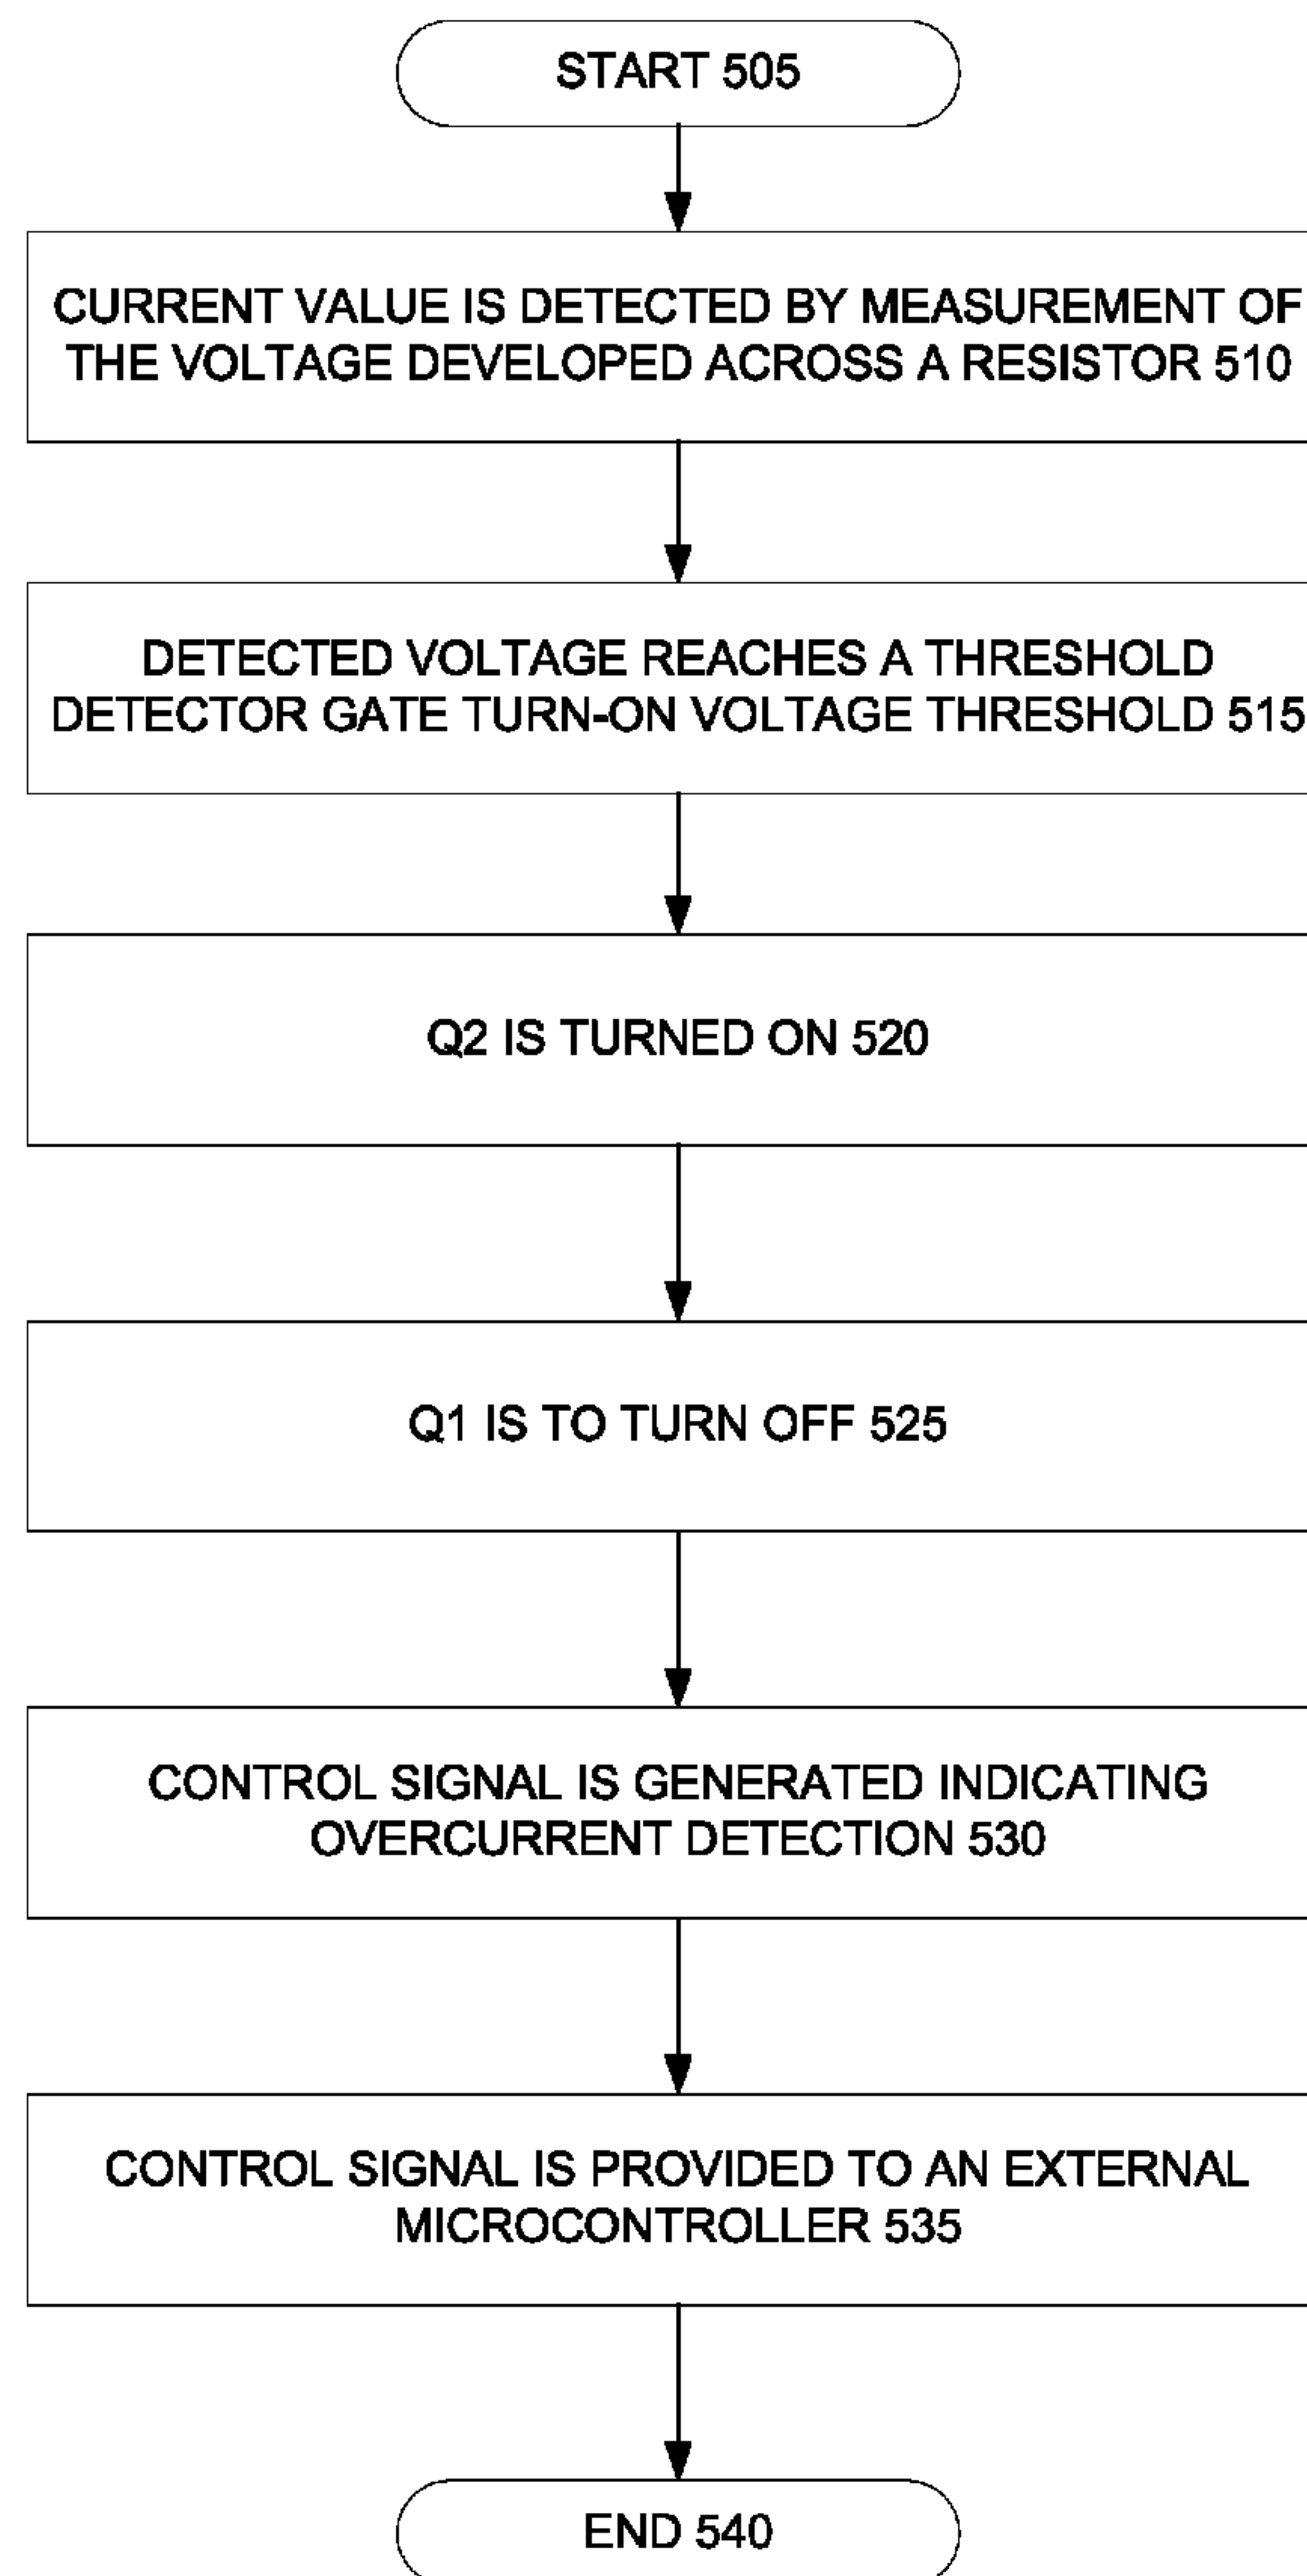 START 505
CURRENT VALUE IS DETECTED BY MEASUREMENT OF
THE VOLTAGE DEVELOPED ACROSS A RESISTOR 510
DETECTED VOLTAGE REACHES A THRESHOLD
DETECTOR GATE TURN-ON VOLTAGE THRESHOLD 515
Q2 IS TURNED ON 520
Q1 IS TO TURN OFF 525
CONTROL SIGNAL IS GENERATED INDICATING
OVERCURRENT DETECTION 530
CONTROL SIGNAL IS PROVIDED TO AN EXTERNAL
MICROCONTROLLER 535
END 540